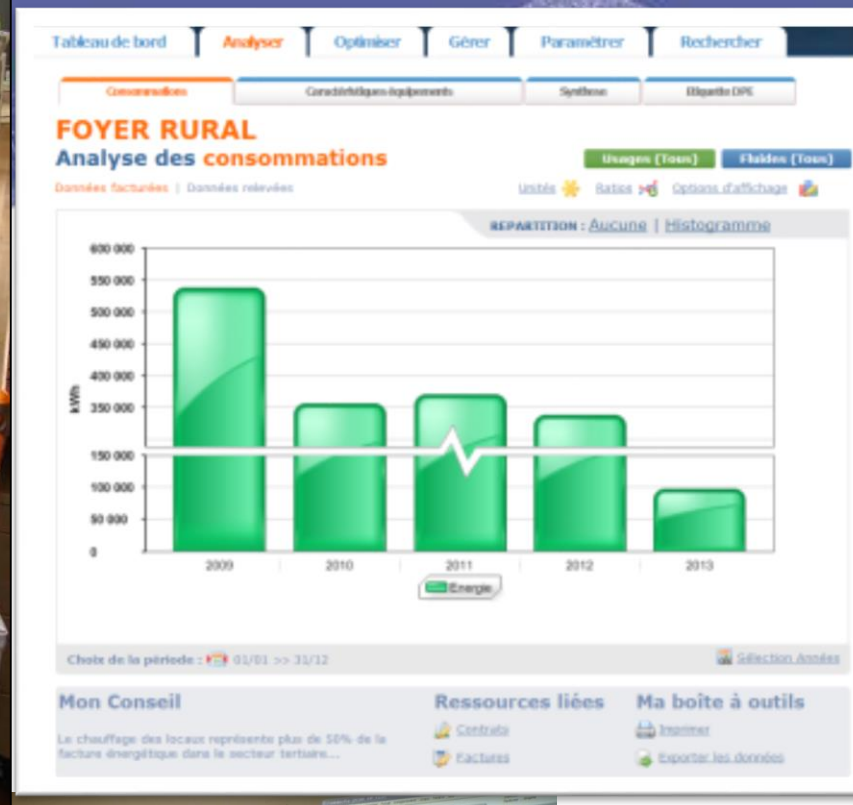 Tableau de bord Analyser Optimiser Gérer Paramétrer Rechercher
Consommations Caractéristiques équipements Synthese Etiquette DPE
FOYER RURAL
Analyse des consommations
Usages (Tous) Fluides (Tous)
Données facturées | Données relevées
Unités Ratios Options d'affichage
REPARTITION : Aucune | Histogramme
600 000
550 000
500 000
450 000
400 000
350 000
150 000
100 000
50 000
0
kWh
2009 2010 2011 2012 2013
Energie
Choix de la période : 01/01 >> 31/12
Sélection Années
Mon Conseil
Le chauffage des locaux représente plus de 50% de la
facture énergétique dans le secteur tertiaire...
Ressources liées
Contrats
Factures
Ma boîte à outils
Imprimer
Exporter les données